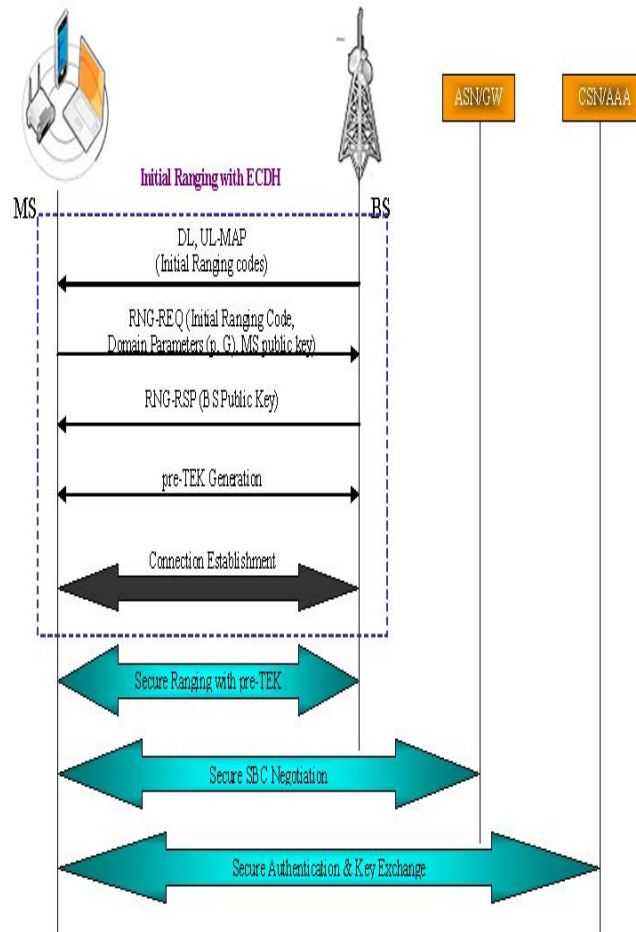 ASN/GW
CSN/AAA
Initial Ranging with ECDH
MS
BS
DL, UL-MAP
(Initial Ranging codes)
RNG-REQ (Initial Ranging Code,
Domain Parameters (p, G), MS public key)
RNG-RSP (BS Public Key)
pre-TEK Generation
Connection Establishment
Secure Ranging with pre-TEK
Secure SBC Negotiation
Secure Authentication & Key Exchange